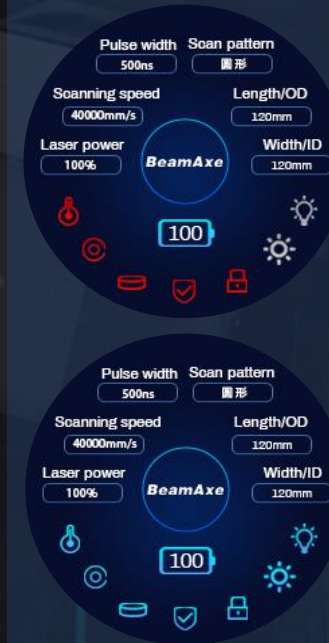 Pulse width Scan pattern
500ns 圓形
Scanning speed Length/OD
40000mm/s 120mm
Laser power Width/ID
100% BeamAxe 120mm
100
Pulse width Scan pattern
500ns 圓形
Scanning speed Length/OD
40000mm/s 120mm
Laser power Width/ID
100% BeamAxe 120mm
100